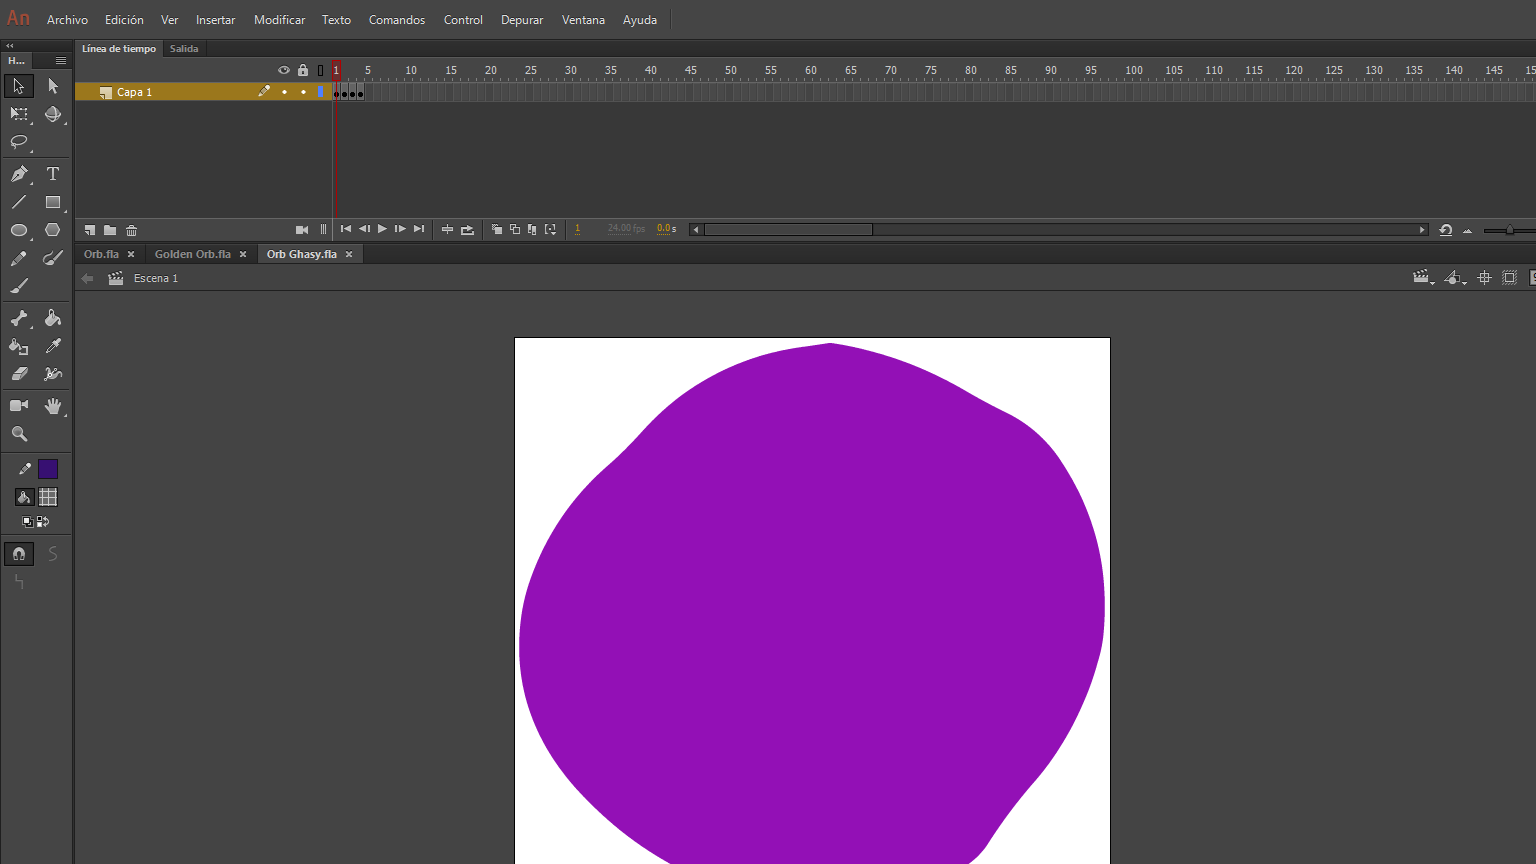 An Archivo Edición Ver Insertar Modificar Texto Comandos Control Depurar Ventana Ayuda
Línea de tiempo Salida
H...
1 5 10 15 20 25 30 35 40 45 50 55 60 65 70 75 80 85 90 95 100 105 110 115 120 125 130 135 140 145
Capa 1
1 24.00 fps 0.0 s
Orb.fla Golden Orb.fla Orb Ghasy.fla
Escena 1